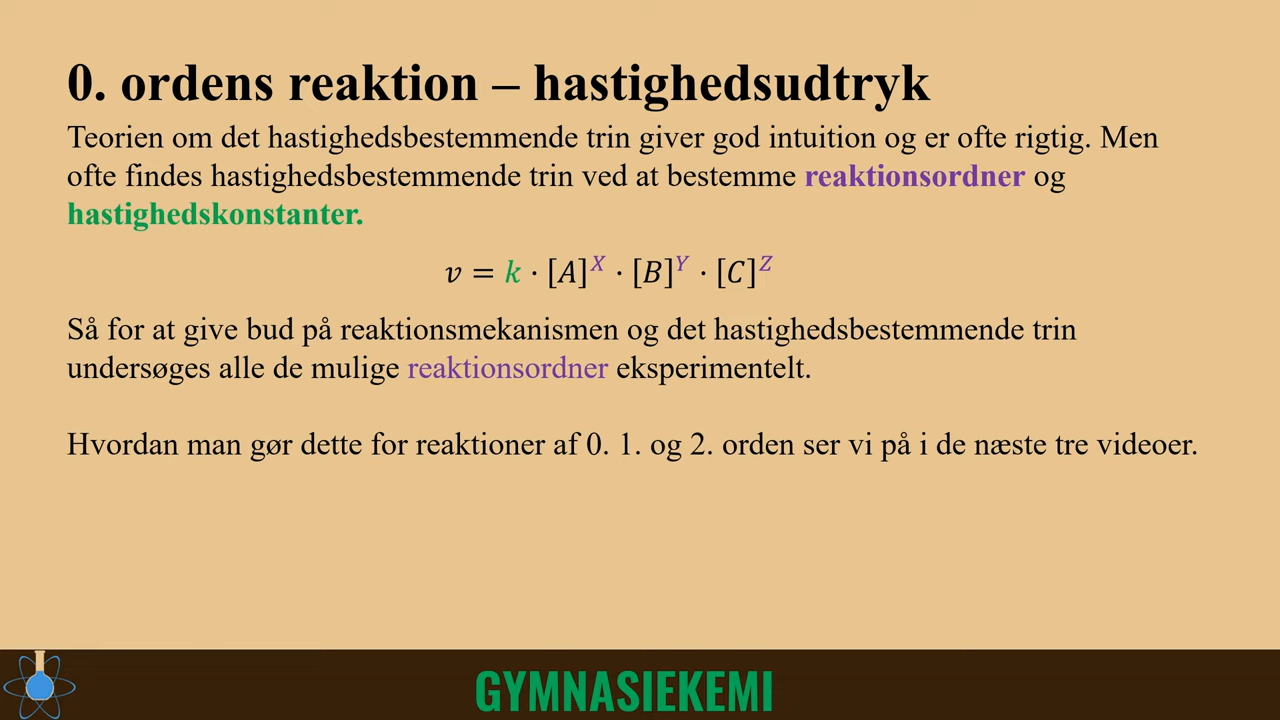 0. ordens reaktion – hastighedsudtryk
Teorien om det hastighedsbestemmende trin giver god intuition og er ofte rigtig. Men
ofte findes hastighedsbestemmende trin ved at bestemme reaktionsordner og
hastighedskonstanter.
v = k · [A]^X · [B]^Y · [C]^Z
Så for at give bud på reaktionsmekanismen og det hastighedsbestemmende trin
undersøges alle de mulige reaktionsordner eksperimentelt.
Hvordan man gør dette for reaktioner af 0. 1. og 2. orden ser vi på i de næste tre videoer.
GYMNASIEKEMI